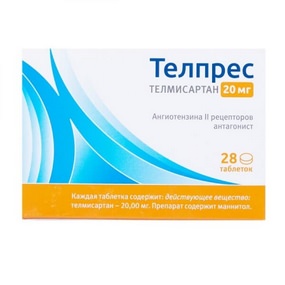 Телпрес
ТЕЛМИСАРТАН 20 мг
Ангиотензина II рецепторов
антагонист
28
таблеток
Каждая таблетка содержит: действующее вещество:
телмисартан – 20,00 мг. Препарат содержит маннитол.